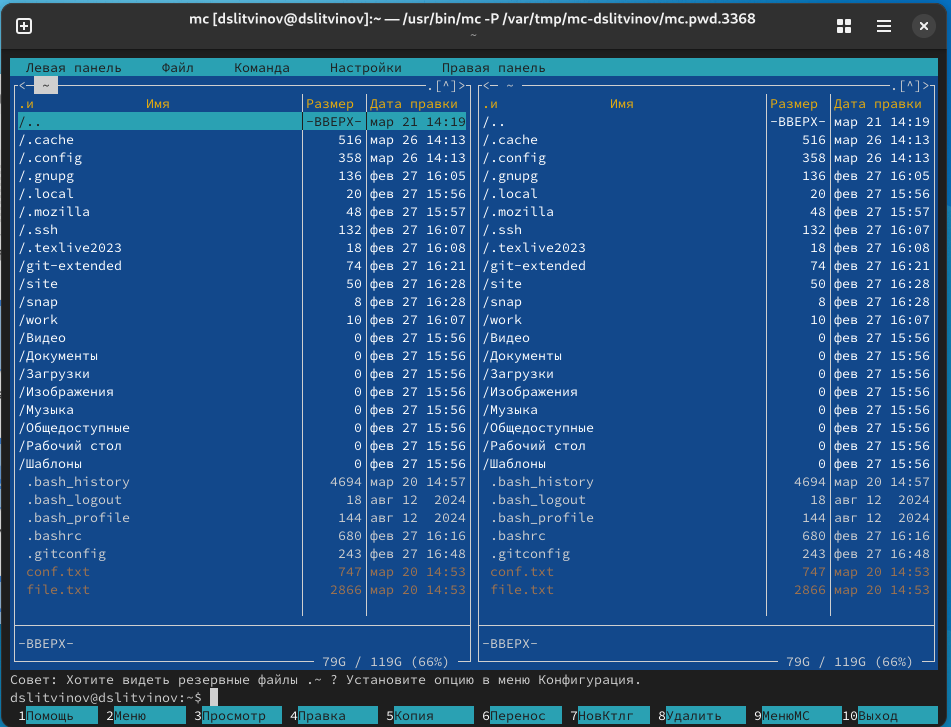 mc [dslitvinov@dslitvinov]:~ — /usr/bin/mc -P /var/tmp/mc-dslitvinov/mc.pwd.3368
~
Левая панель Файл Команда Настройки Правая панель
<─ ~ .[^]> <─ ~ .[^]>
.и Имя Размер Дата правки .и Имя Размер Дата правки
/.. -ВВЕРХ- мар 21 14:19 /.. -ВВЕРХ- мар 21 14:19
/.cache 516 мар 26 14:13 /.cache 516 мар 26 14:13
/.config 358 мар 26 14:13 /.config 358 мар 26 14:13
/.gnupg 136 фев 27 16:05 /.gnupg 136 фев 27 16:05
/.local 20 фев 27 15:56 /.local 20 фев 27 15:56
/.mozilla 48 фев 27 15:57 /.mozilla 48 фев 27 15:57
/.ssh 132 фев 27 16:07 /.ssh 132 фев 27 16:07
/.texlive2023 18 фев 27 16:08 /.texlive2023 18 фев 27 16:08
/git-extended 74 фев 27 16:21 /git-extended 74 фев 27 16:21
/site 50 фев 27 16:28 /site 50 фев 27 16:28
/snap 8 фев 27 16:28 /snap 8 фев 27 16:28
/work 10 фев 27 16:07 /work 10 фев 27 16:07
/Видео 0 фев 27 15:56 /Видео 0 фев 27 15:56
/Документы 0 фев 27 15:56 /Документы 0 фев 27 15:56
/Загрузки 0 фев 27 15:56 /Загрузки 0 фев 27 15:56
/Изображения 0 фев 27 15:56 /Изображения 0 фев 27 15:56
/Музыка 0 фев 27 15:56 /Музыка 0 фев 27 15:56
/Общедоступные 0 фев 27 15:56 /Общедоступные 0 фев 27 15:56
/Рабочий стол 0 фев 27 15:56 /Рабочий стол 0 фев 27 15:56
/Шаблоны 0 фев 27 15:56 /Шаблоны 0 фев 27 15:56
.bash_history 4694 мар 20 14:57 .bash_history 4694 мар 20 14:57
.bash_logout 18 авг 12 2024 .bash_logout 18 авг 12 2024
.bash_profile 144 авг 12 2024 .bash_profile 144 авг 12 2024
.bashrc 680 фев 27 16:16 .bashrc 680 фев 27 16:16
.gitconfig 243 фев 27 16:48 .gitconfig 243 фев 27 16:48
conf.txt 747 мар 20 14:53 conf.txt 747 мар 20 14:53
file.txt 2866 мар 20 14:53 file.txt 2866 мар 20 14:53
-ВВЕРХ- -ВВЕРХ-
79G / 119G (66%) 79G / 119G (66%)
Совет: Хотите видеть резервные файлы .~ ? Установите опцию в меню Конфигурация.
dslitvinov@dslitvinov:~$
1Помощь 2Меню 3Просмотр 4Правка 5Копия 6Перенос 7НовКтлг 8Удалить 9МенюMC 10Выход